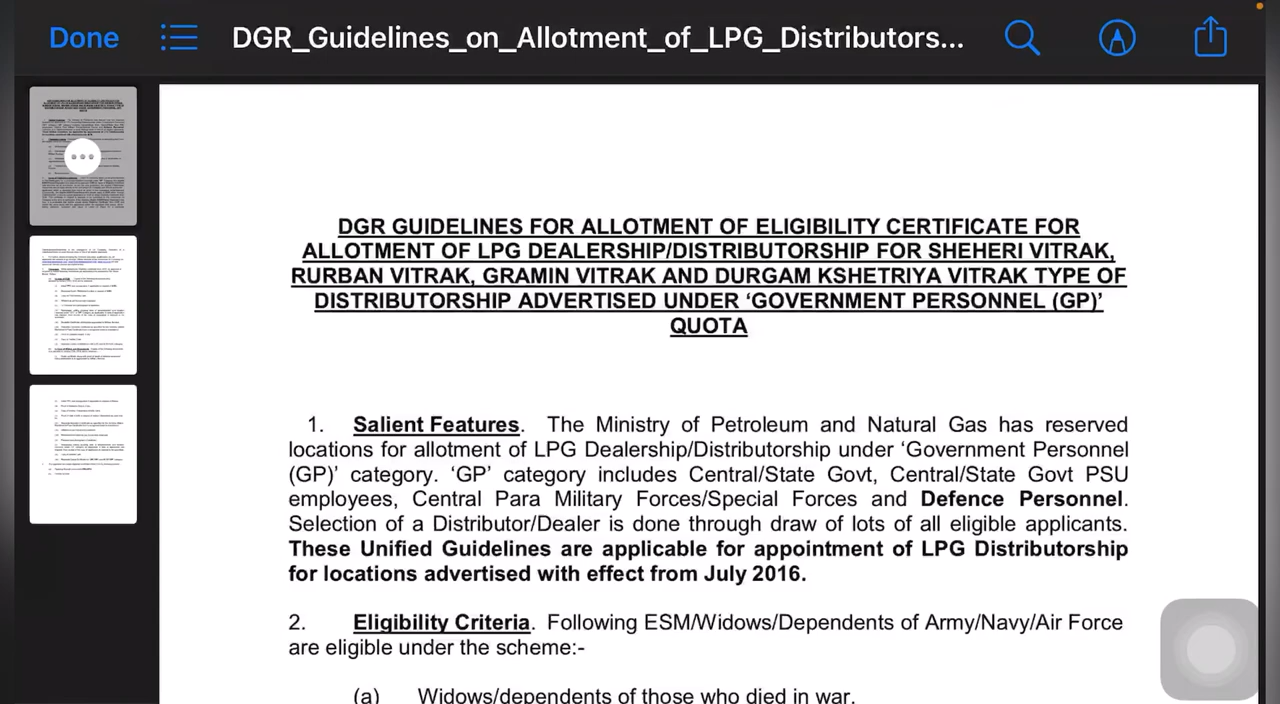 Done
DGR_Guidelines_on_Allotment_of_LPG_Distributors...
DGR GUIDELINES FOR ALLOTMENT OF ELIGIBILITY CERTIFICATE FOR
ALLOTMENT OF LPG DEALERSHIP/DISTRIBUTORSHIP FOR SHEHERI VITRAK,
RURBAN VITRAK, GRAMIN VITRAK AND DURGAM KSHETRIYA VITRAK TYPE OF
DISTRIBUTORSHIP ADVERTISED UNDER ‘GOVERNMENT PERSONNEL (GP)’
QUOTA
1. Salient Features. The Ministry of Petroleum and Natural Gas has reserved
locations for allotment of LPG Dealership/Distributorship under ‘Government Personnel
(GP)’ category. ‘GP’ category includes Central/State Govt, Central/State Govt PSU
employees, Central Para Military Forces/Special Forces and Defence Personnel.
Selection of a Distributor/Dealer is done through draw of lots of all eligible applicants.
These Unified Guidelines are applicable for appointment of LPG Distributorship
for locations advertised with effect from July 2016.
2. Eligibility Criteria. Following ESM/Widows/Dependents of Army/Navy/Air Force
are eligible under the scheme:-
(a) Widows/dependents of those who died in war.